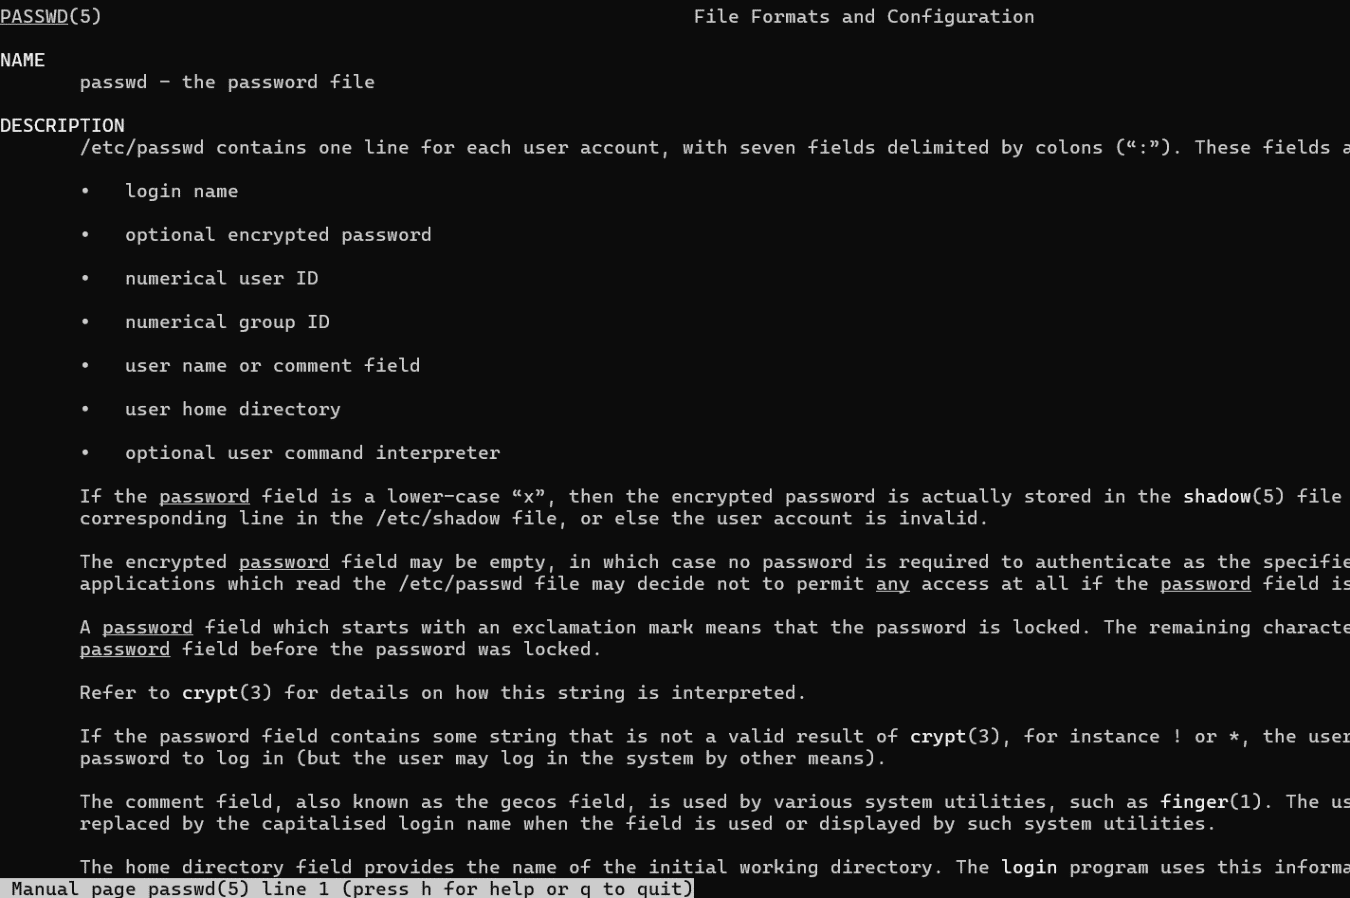 PASSWD(5) File Formats and Configuration
NAME
passwd - the password file
DESCRIPTION
/etc/passwd contains one line for each user account, with seven fields delimited by colons (“:”). These fields a
• login name
• optional encrypted password
• numerical user ID
• numerical group ID
• user name or comment field
• user home directory
• optional user command interpreter
If the password field is a lower-case “x”, then the encrypted password is actually stored in the shadow(5) file
corresponding line in the /etc/shadow file, or else the user account is invalid.
The encrypted password field may be empty, in which case no password is required to authenticate as the specifie
applications which read the /etc/passwd file may decide not to permit any access at all if the password field is
A password field which starts with an exclamation mark means that the password is locked. The remaining characte
password field before the password was locked.
Refer to crypt(3) for details on how this string is interpreted.
If the password field contains some string that is not a valid result of crypt(3), for instance ! or *, the user
password to log in (but the user may log in the system by other means).
The comment field, also known as the gecos field, is used by various system utilities, such as finger(1). The us
replaced by the capitalised login name when the field is used or displayed by such system utilities.
The home directory field provides the name of the initial working directory. The login program uses this informa
Manual page passwd(5) line 1 (press h for help or q to quit)